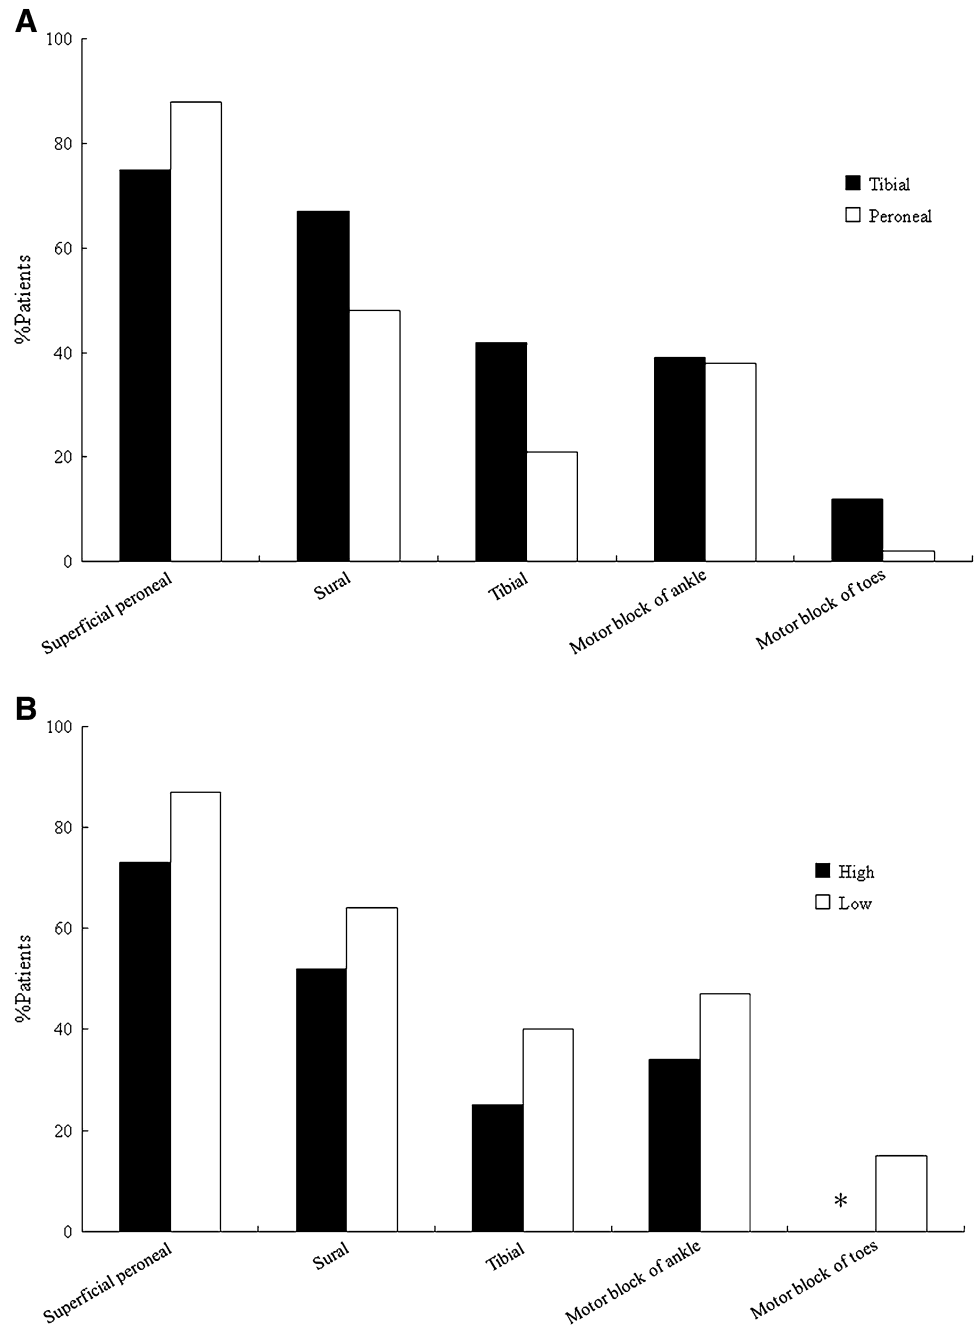 A
100
80
60
40
20
0
%Patients
Tibial
Peroneal
Superficial peroneal
Sural
Tibial
Motor block of ankle
Motor block of toes
B
100
80
60
40
20
0
%Patients
High
Low
*
Superficial peroneal
Sural
Tibial
Motor block of ankle
Motor block of toes